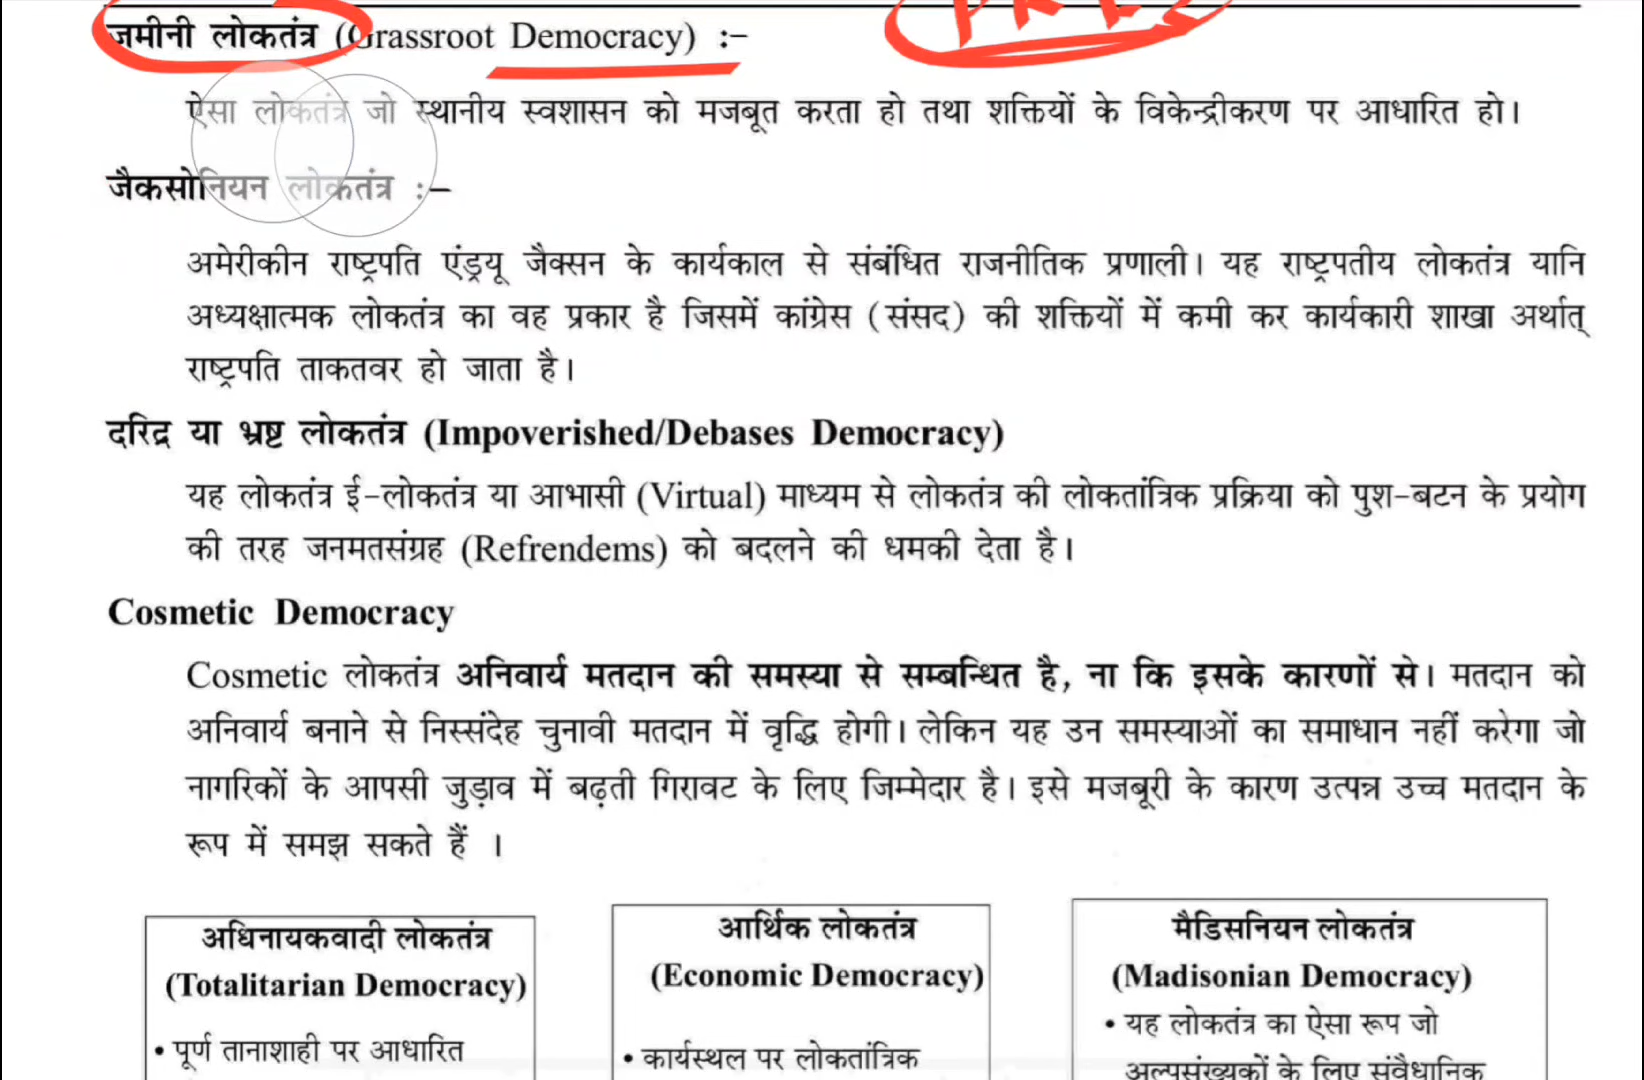 ज़मीनी लोकतंत्र (Grassroot Democracy) :–
ऐसा लोकतंत्र जो स्थानीय स्वशासन को मजबूत करता हो तथा शक्तियों के विकेन्द्रीकरण पर आधारित हो।
जैकसोनियन लोकतंत्र :–
अमेरीकीन राष्ट्रपति एंड्रयू जैक्सन के कार्यकाल से संबंधित राजनीतिक प्रणाली। यह राष्ट्रपतीय लोकतंत्र यानि
अध्यक्षात्मक लोकतंत्र का वह प्रकार है जिसमें कांग्रेस (संसद) की शक्तियों में कमी कर कार्यकारी शाखा अर्थात्
राष्ट्रपति ताकतवर हो जाता है।
दरिद्र या भ्रष्ट लोकतंत्र (Impoverished/Debases Democracy)
यह लोकतंत्र ई-लोकतंत्र या आभासी (Virtual) माध्यम से लोकतंत्र की लोकतांत्रिक प्रक्रिया को पुश-बटन के प्रयोग
की तरह जनमतसंग्रह (Refrendems) को बदलने की धमकी देता है।
Cosmetic Democracy
Cosmetic लोकतंत्र अनिवार्य मतदान की समस्या से सम्बन्धित है, ना कि इसके कारणों से। मतदान को
अनिवार्य बनाने से निस्संदेह चुनावी मतदान में वृद्धि होगी। लेकिन यह उन समस्याओं का समाधान नहीं करेगा जो
नागरिकों के आपसी जुड़ाव में बढ़ती गिरावट के लिए जिम्मेदार है। इसे मजबूरी के कारण उत्पन्न उच्च मतदान के
रूप में समझ सकते हैं ।
अधिनायकवादी लोकतंत्र
(Totalitarian Democracy)
• पूर्ण तानाशाही पर आधारित
आर्थिक लोकतंत्र
(Economic Democracy)
• कार्यस्थल पर लोकतांत्रिक
मैडिसनियन लोकतंत्र
(Madisonian Democracy)
• यह लोकतंत्र का ऐसा रूप जो
अल्पसंख्यकों के लिए संवैधानिक